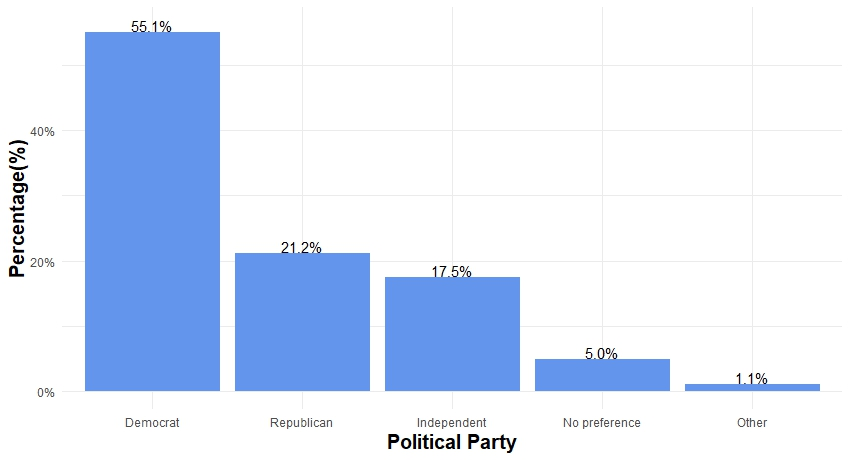 55.1%
21.2%
17.5%
5.0%
1.1%
40%
20%
0%
Percentage(%)
Democrat
Republican
Independent
No preference
Other
Political Party